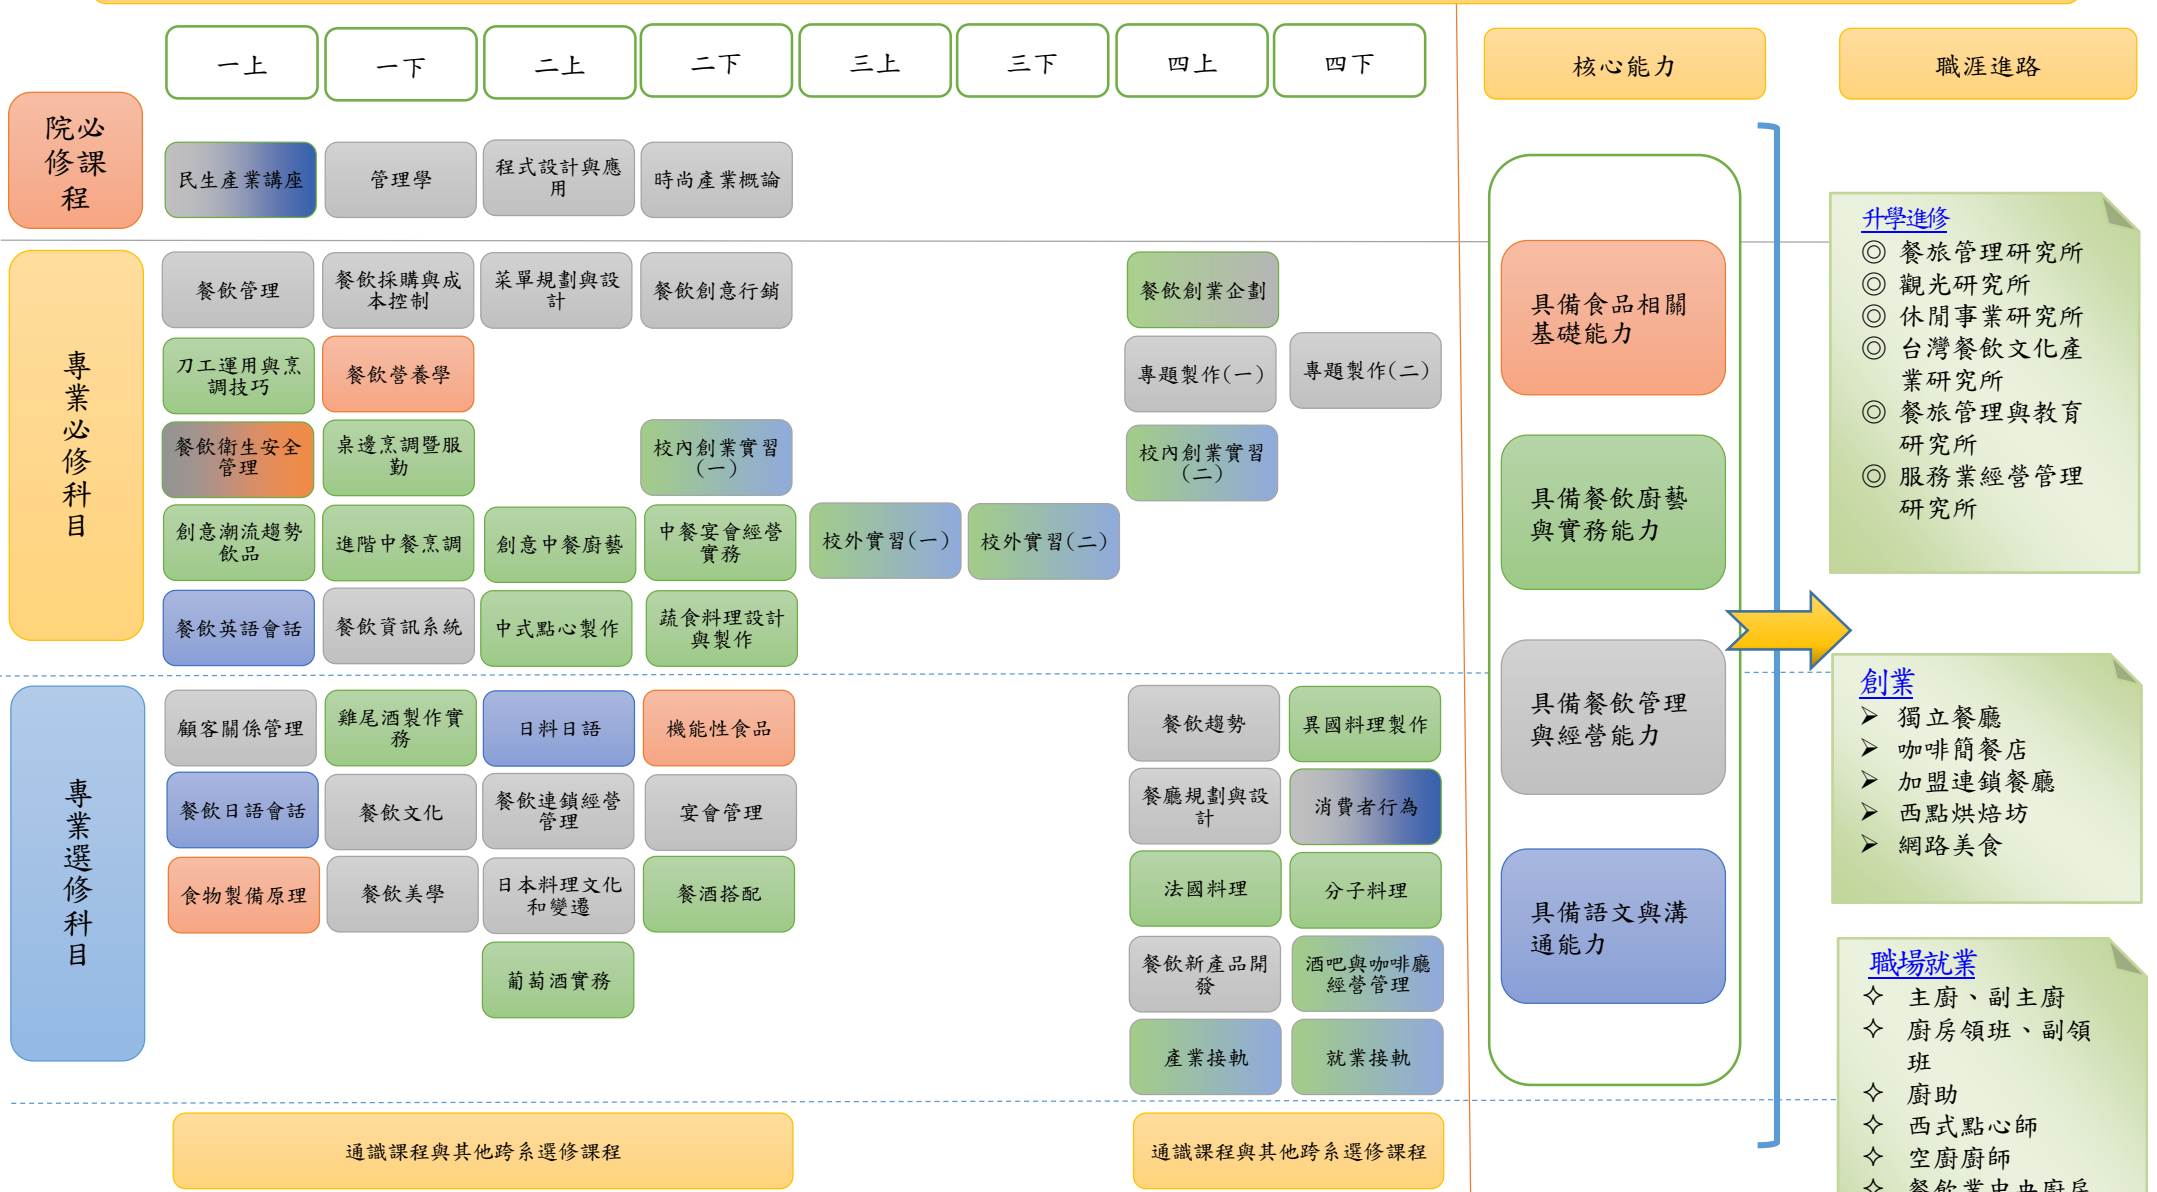 一上
一下
二上
二下
三上
三下
四上
四下
核心能力
職涯進路
院必
修課
程
民生產業講座
管理學
程式設計與應
用
時尚產業概論
專業必修科目
餐飲管理
餐飲採購與成
本控制
菜單規劃與設
計
餐飲創意行銷
餐飲創業企劃
刀工運用與烹
調技巧
餐飲營養學
專題製作(一)
專題製作(二)
餐飲衛生安全
管理
桌邊烹調暨服
勤
校內創業實習
(一)
校內創業實習
(二)
創意潮流趨勢
飲品
進階中餐烹調
創意中餐廚藝
中餐宴會經營
實務
校外實習(一)
校外實習(二)
餐飲英語會話
餐飲資訊系統
中式點心製作
蔬食料理設計
與製作
專業選修科目
顧客關係管理
雞尾酒製作實
務
日料日語
機能性食品
餐飲趨勢
異國料理製作
餐飲日語會話
餐飲文化
餐飲連鎖經營
管理
宴會管理
餐廳規劃與設
計
消費者行為
食物製備原理
餐飲美學
日本料理文化
和變遷
餐酒搭配
法國料理
分子料理
葡萄酒實務
餐飲新產品開
發
酒吧與咖啡廳
經營管理
產業接軌
就業接軌
通識課程與其他跨系選修課程
通識課程與其他跨系選修課程
具備食品相關
基礎能力
具備餐飲廚藝
與實務能力
具備餐飲管理
與經營能力
具備語文與溝
通能力
升學進修
◎ 餐旅管理研究所
◎ 觀光研究所
◎ 休閒事業研究所
◎ 台灣餐飲文化產
業研究所
◎ 餐旅管理與教育
研究所
◎ 服務業經營管理
研究所
創業
➢ 獨立餐廳
➢ 咖啡簡餐店
➢ 加盟連鎖餐廳
➢ 西點烘焙坊
➢ 網路美食
職場就業
✧ 主廚、副主廚
✧ 廚房領班、副領
班
✧ 廚助
✧ 西式點心師
✧ 空廚廚師
✧ 餐飲業中央廚房